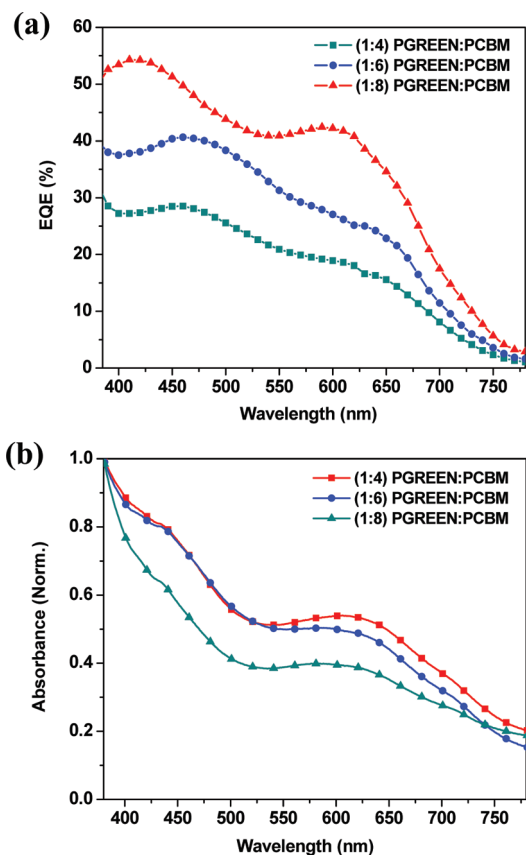 (a)
(1:4) PGREEN:PCBM
(1:6) PGREEN:PCBM
(1:8) PGREEN:PCBM
60
50
40
30
20
10
0
EQE (%)
400 450 500 550 600 650 700 750
Wavelength (nm)
(b)
(1:4) PGREEN:PCBM
(1:6) PGREEN:PCBM
(1:8) PGREEN:PCBM
1.0
0.8
0.6
0.4
0.2
0.0
Absorbance (Norm.)
400 450 500 550 600 650 700 750
Wavelength (nm)